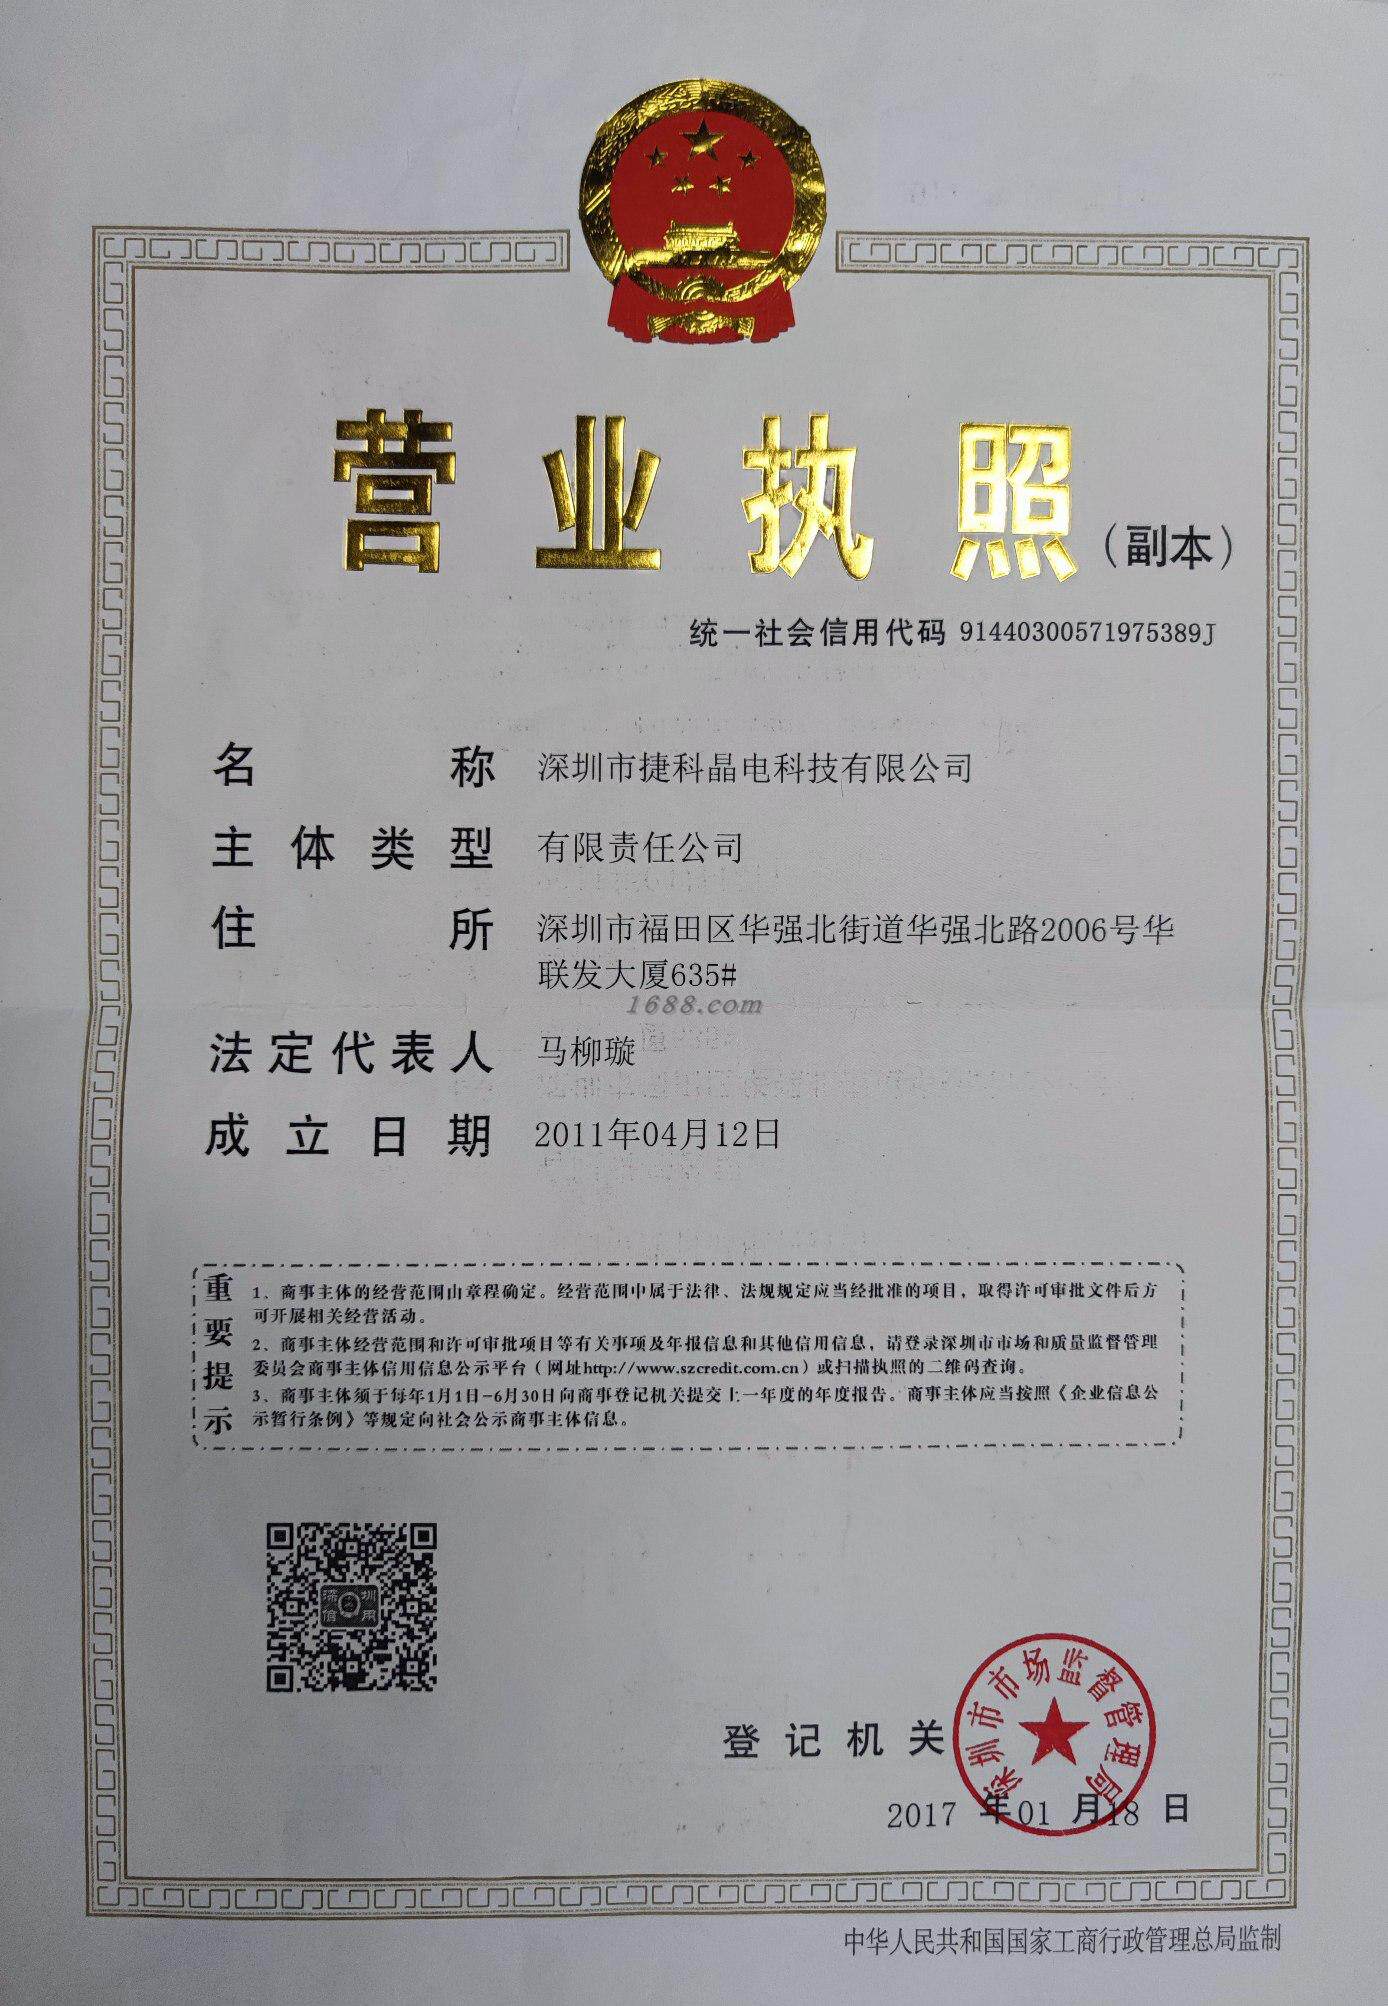 营业执照（副本）
统一社会信用代码 91440300571975389J
名称 深圳市捷科晶电科技有限公司
主体类型 有限责任公司
住所 深圳市福田区华强北街道华强北路2006号华
联发大厦635#
1688.com
法定代表人 马柳璇
成立日期 2011年04月12日
重要提示
1、商事主体的经营范围由章程确定。经营范围中属于法律、法规规定应当经批准的项目，取得许可审批文件后方
可开展相关经营活动。
2、商事主体经营范围和许可审批项目等有关事项及年报信息和其他信用信息，请登录深圳市市场和质量监督管理
委员会商事主体信用信息公示平台（网址http://www.szcredit.com.cn）或扫描执照的二维码查询。
3、商事主体须于每年1月1日-6月30日向商事登记机关提交上一年度的年度报告。商事主体应当按照《企业信息公
示暂行条例》等规定向社会公示商事主体信息。
深圳
信用
登记机关
深圳市市场监督管理局
2017 年01 月18 日
中华人民共和国国家工商行政管理总局监制